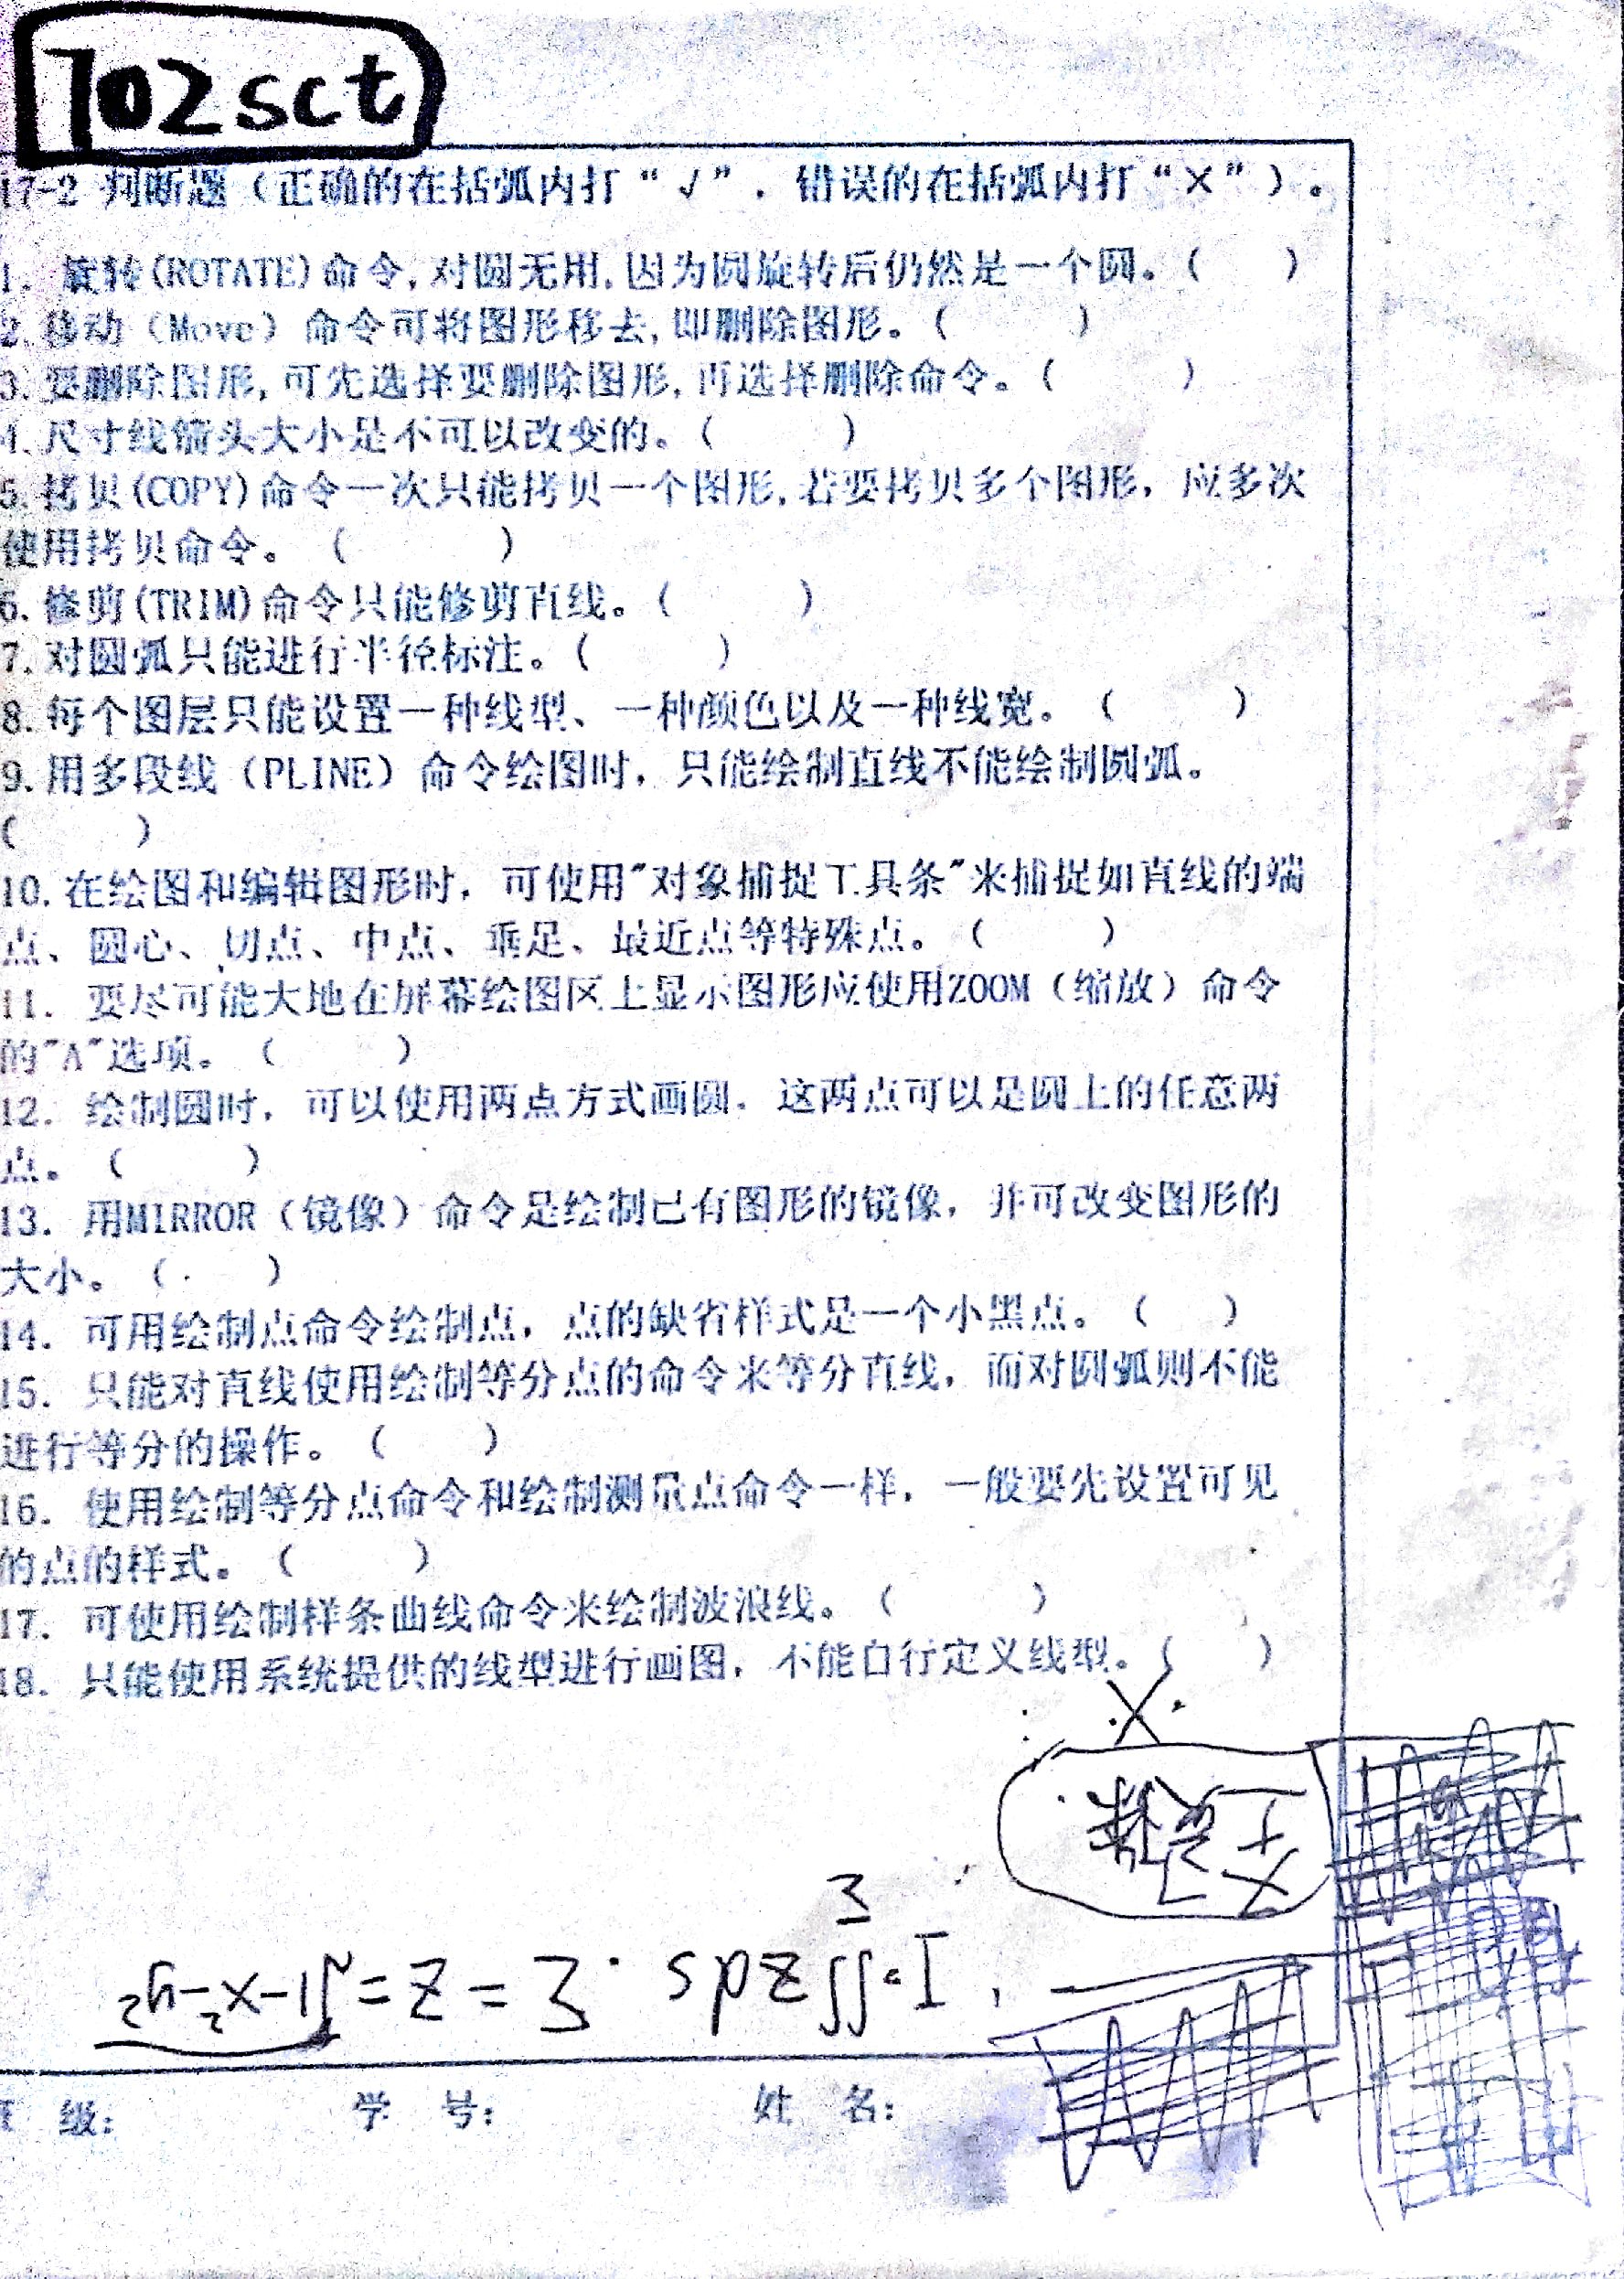 702sct
17-2 判断题（正确的在括弧内打“√”．错误的在括弧内打“×”）。
1. 旋转(ROTATE)命令,对圆无用,因为圆旋转后仍然是一个圆。(    )
2.移动（Move）命令可将图形移去,即删除图形。(    )
3.要删除图形,可先选择要删除图形,再选择删除命令。(    )
4.尺寸线箭头大小是不可以改变的。(    )
5.拷贝(COPY)命令一次只能拷贝一个图形,若要拷贝多个图形，应多次
使用拷贝命令。(    )
6.修剪(TRIM)命令只能修剪直线。(    )
7.对圆弧只能进行半径标注。(    )
8.每个图层只能设置一种线型、一种颜色以及一种线宽。(    )
9.用多段线（PLINE）命令绘图时，只能绘制直线不能绘制圆弧。
(    )
10.在绘图和编辑图形时，可使用"对象捕捉工具条"来捕捉如直线的端
点、圆心、切点、中点、垂足、最近点等特殊点。(    )
11. 要尽可能大地在屏幕绘图区上显示图形应使用ZOOM（缩放）命令
的"A"选项。(    )
12. 绘制圆时，可以使用两点方式画圆．这两点可以是圆上的任意两
点。(    )
13. 用MIRROR（镜像）命令是绘制已有图形的镜像，并可改变图形的
大小。(    )
14. 可用绘制点命令绘制点，点的缺省样式是一个小黑点。(    )
15. 只能对直线使用绘制等分点的命令来等分直线，而对圆弧则不能
进行等分的操作。(    )
16. 使用绘制等分点命令和绘制测量点命令一样，一般要先设置可见
的点的样式。(    )
17. 可使用绘制样条曲线命令来绘制波浪线。(    )
18. 只能使用系统提供的线型进行画图，不能自行定义线型。(    )
I.∬zds
Σ=z=√1-x²-y²
级:  学 号:  姓 名: